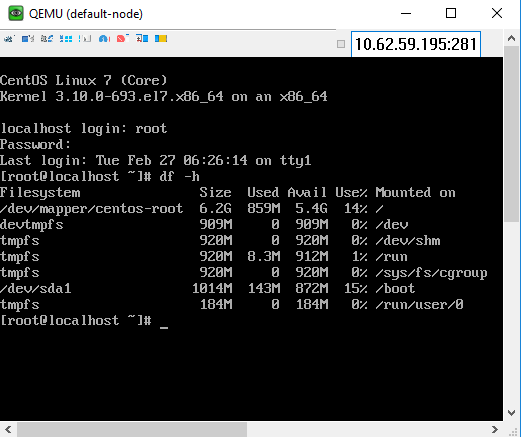 QEMU (default-node)
10.62.59.195:281
CentOS Linux 7 (Core)
Kernel 3.10.0-693.el7.x86_64 on an x86_64
localhost login: root
Password:
Last login: Tue Feb 27 06:26:14 on tty1
[root@localhost ~]# df -h
Filesystem Size Used Avail Use% Mounted on
/dev/mapper/centos-root 6.2G 859M 5.4G 14% /
devtmpfs 909M 0 909M 0% /dev
tmpfs 920M 0 920M 0% /dev/shm
tmpfs 920M 8.3M 912M 1% /run
tmpfs 920M 0 920M 0% /sys/fs/cgroup
/dev/sda1 1014M 143M 872M 15% /boot
tmpfs 184M 0 184M 0% /run/user/0
[root@localhost ~]# _